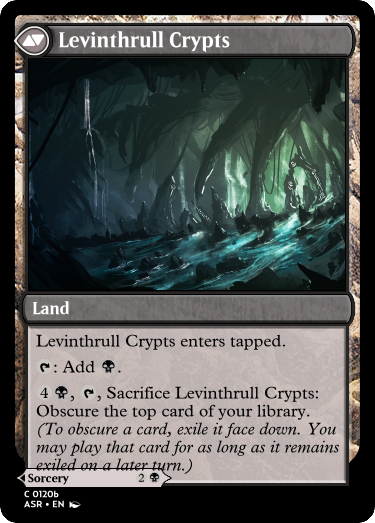 Levinthrull Crypts
Land
Levinthrull Crypts enters tapped.
: Add .
4 , , Sacrifice Levinthrull Crypts:
Obscure the top card of your library.
(To obscure a card, exile it face down. You
may play that card for as long as it remains
exiled on a later turn.)
Sorcery 2
C 0120b
ASR • EN